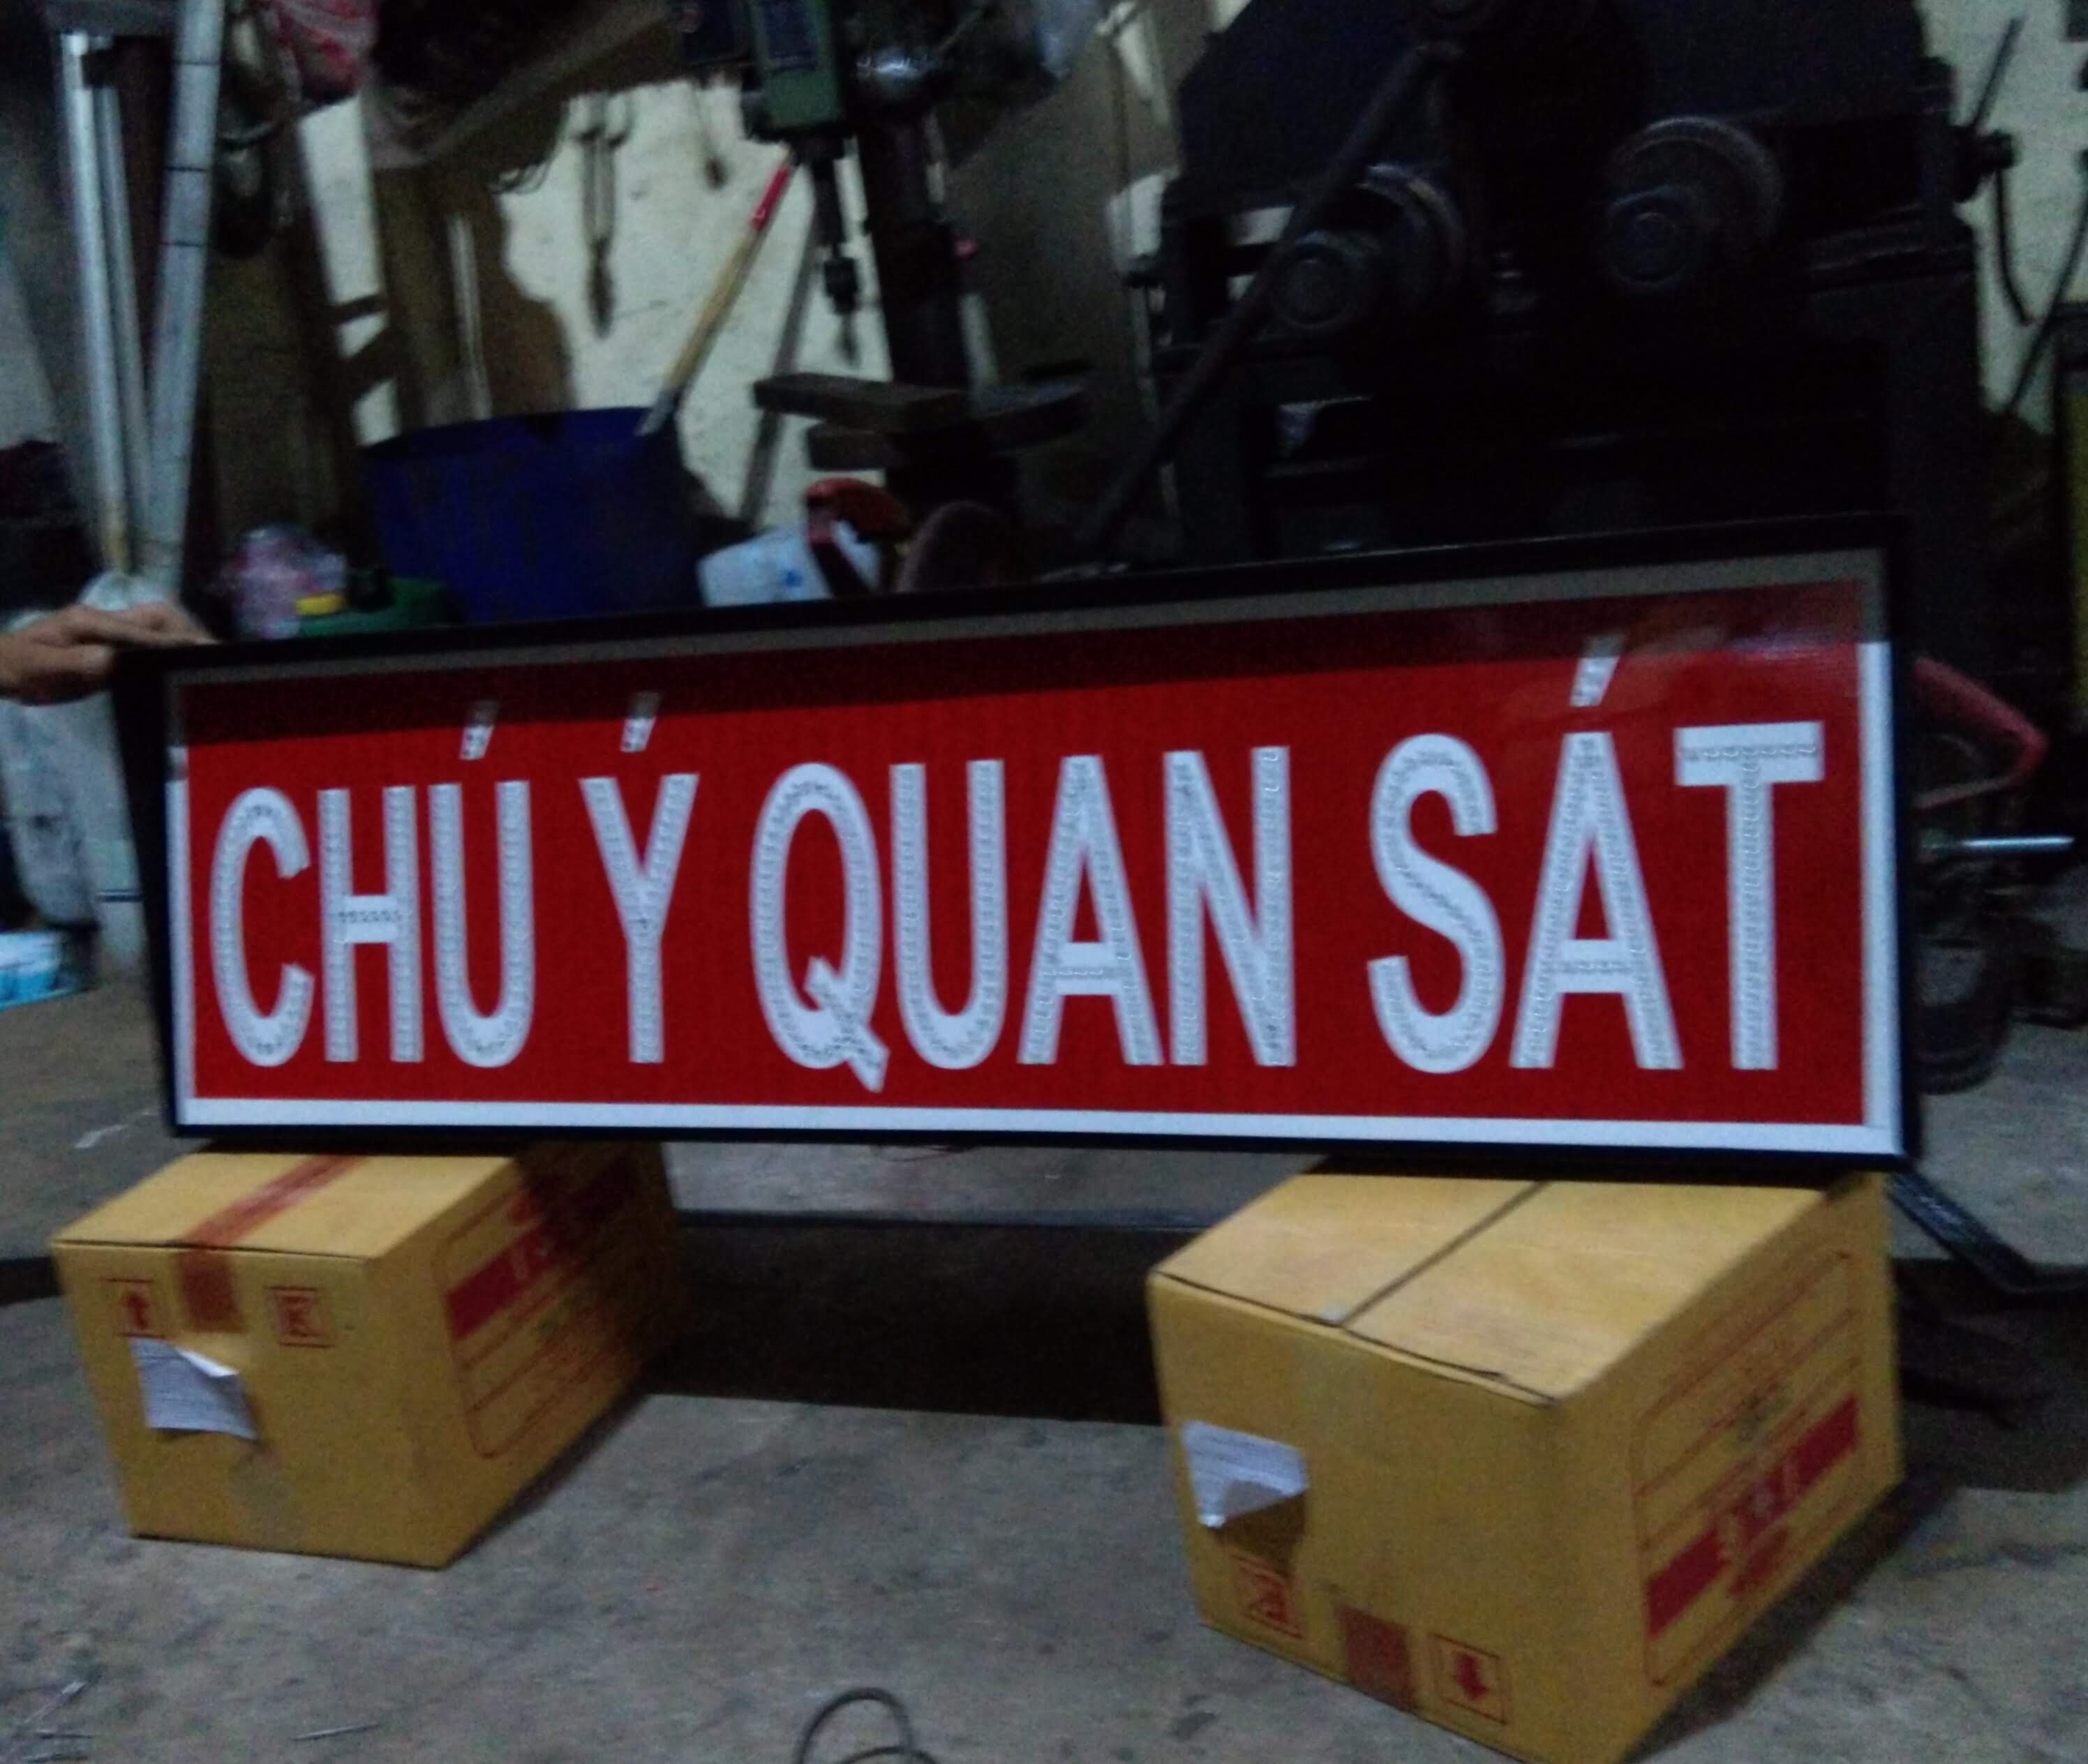 CHÚ Ý QUAN SÁT